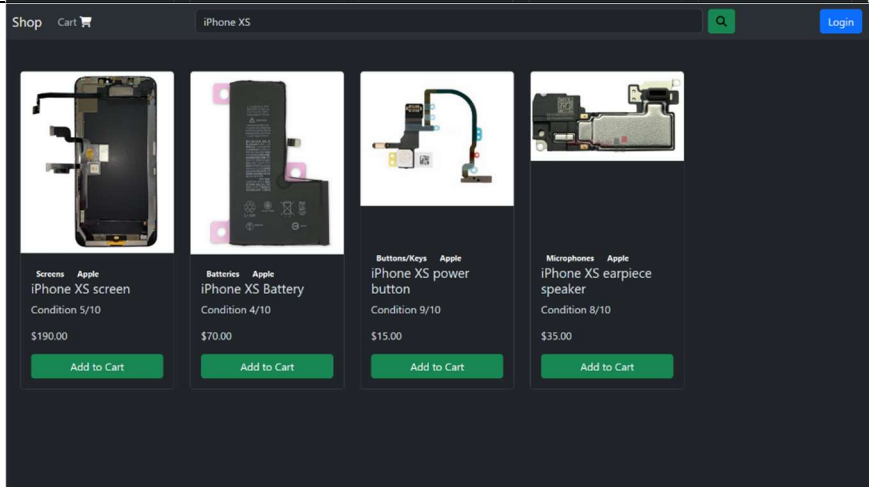 Shop Cart iPhone XS Login
Screens Apple
iPhone XS screen
Condition 5/10
$190.00
Add to Cart
Batteries Apple
iPhone XS Battery
Condition 4/10
$70.00
Add to Cart
Buttons/Keys Apple
iPhone XS power
button
Condition 9/10
$15.00
Add to Cart
Microphones Apple
iPhone XS earpiece
speaker
Condition 8/10
$35.00
Add to Cart